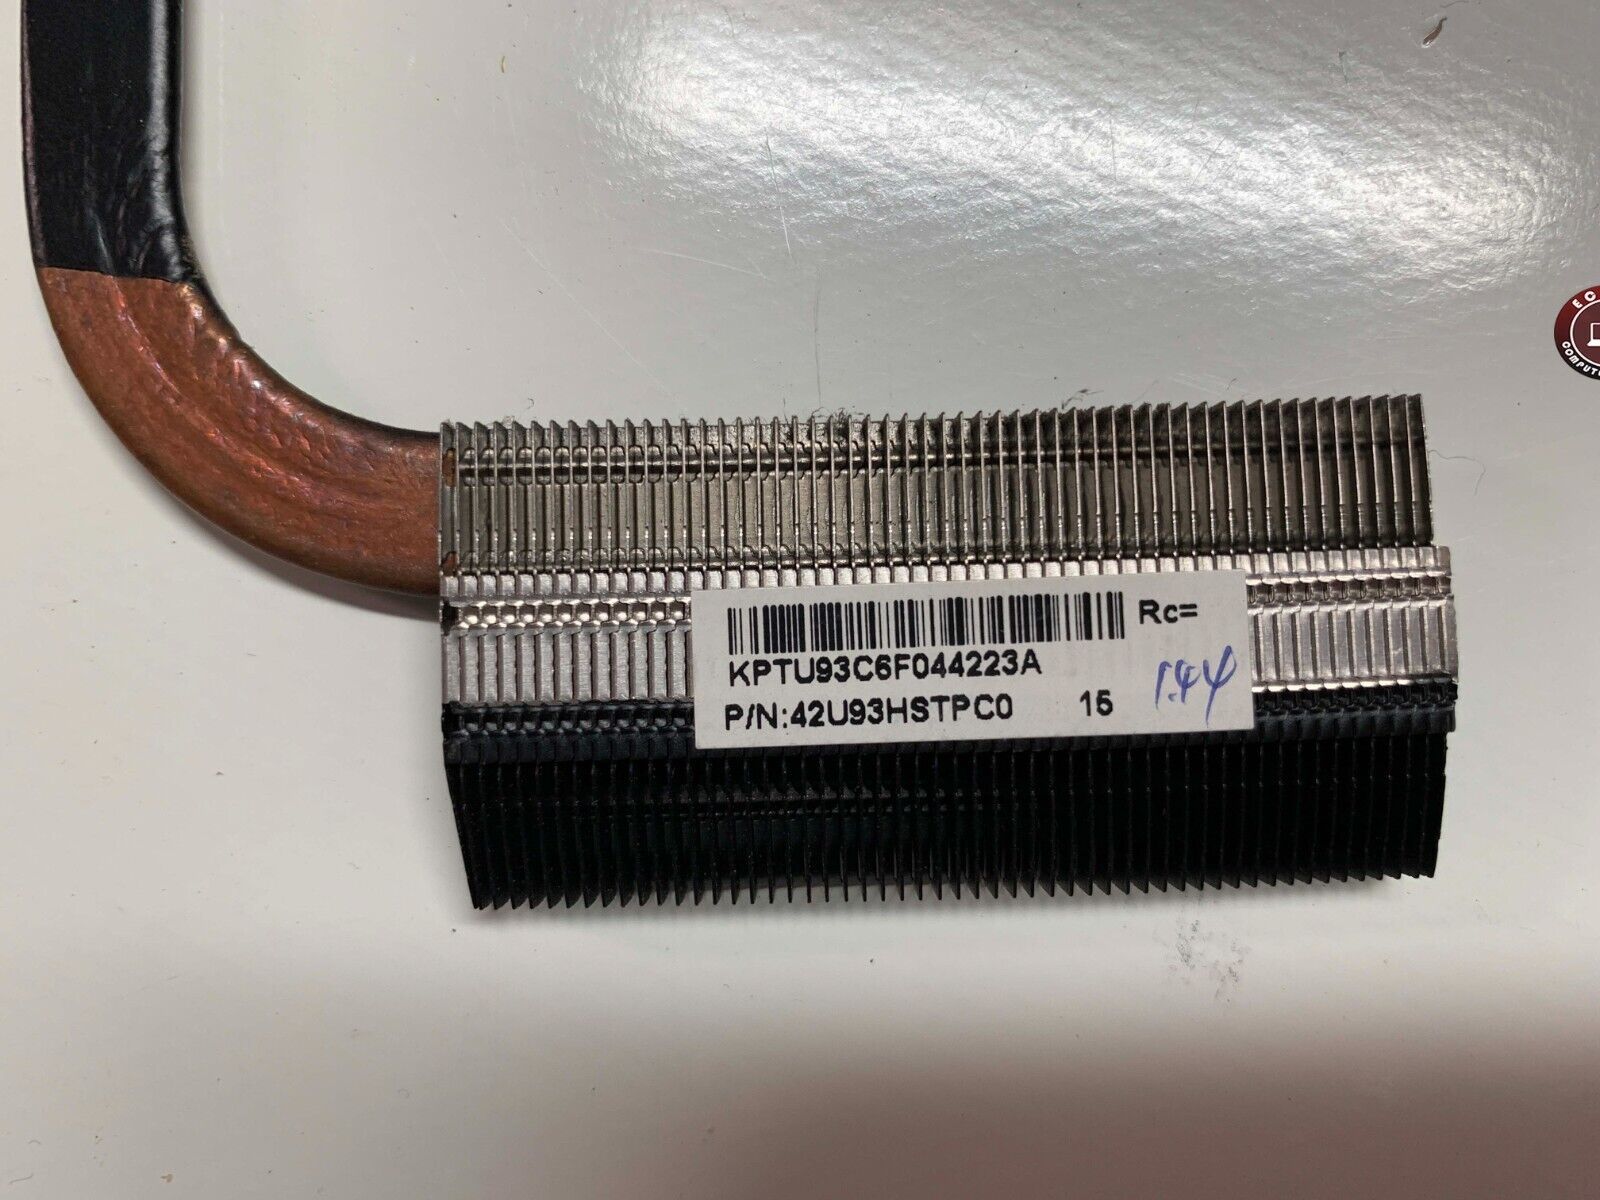 KPTU93C6F044223A
Rc=
P/N:42U93HSTPC0 15
1.44